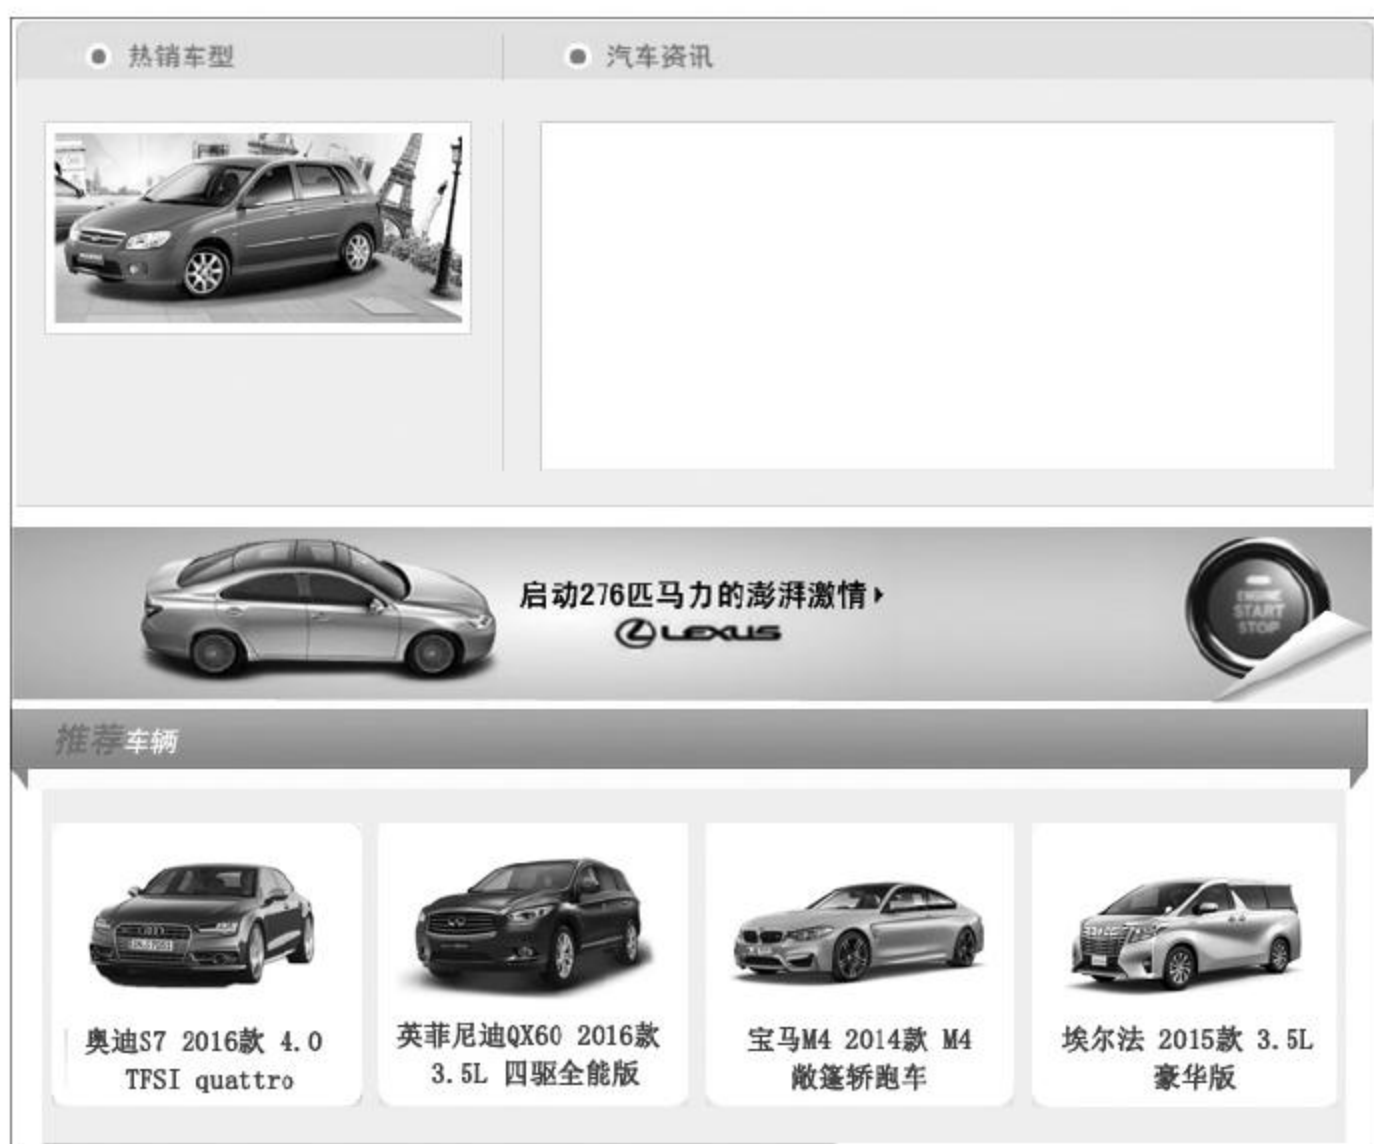 热销车型
汽车资讯
启动276匹马力的澎湃激情
LEXUS
ENGINE
START
STOP
推荐车辆
奥迪S7 2016款 4.0
TFSI quattro
英菲尼迪QX60 2016款
3.5L 四驱全能版
宝马M4 2014款 M4
敞篷轿跑车
埃尔法 2015款 3.5L
豪华版